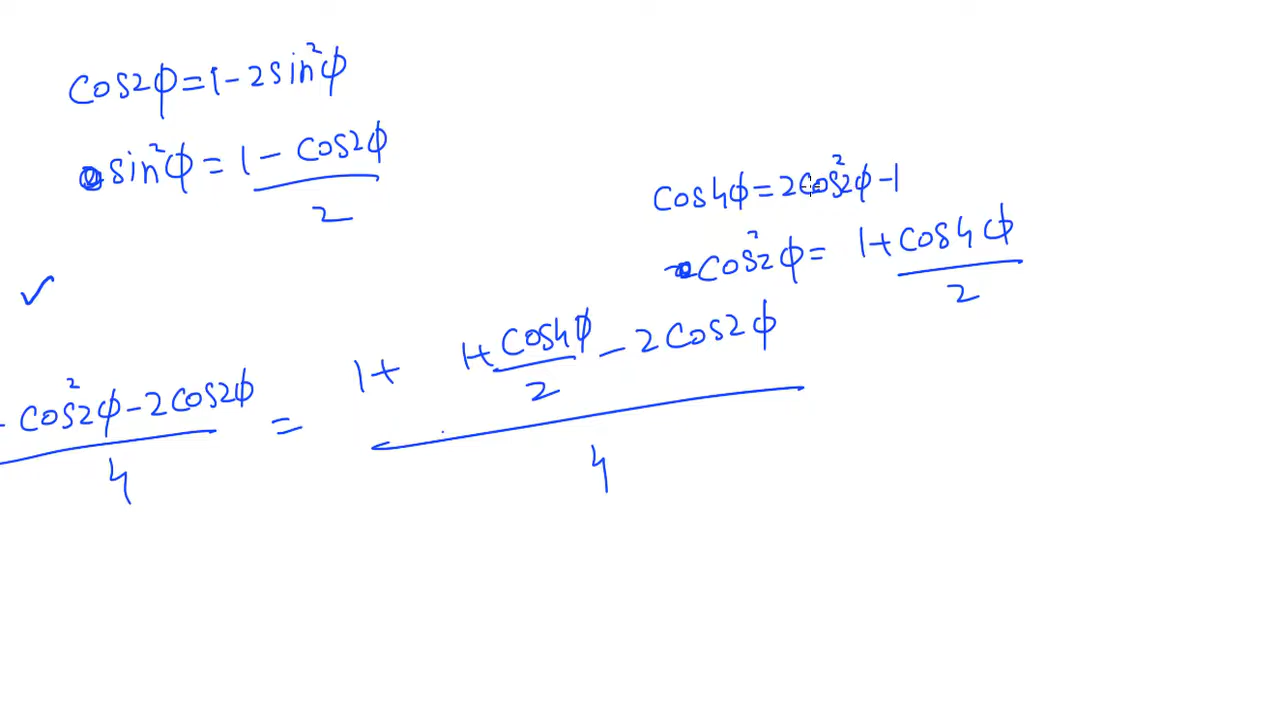 cos2φ=1-2sin²φ
sin²φ = 1 - cos2φ
2
cos4φ=2cos²2φ-1
cos²2φ= 1+cos4φ
2
✓
- cos²2φ-2cos2φ = 1+ 1+cos4φ - 2cos2φ
2
4
4